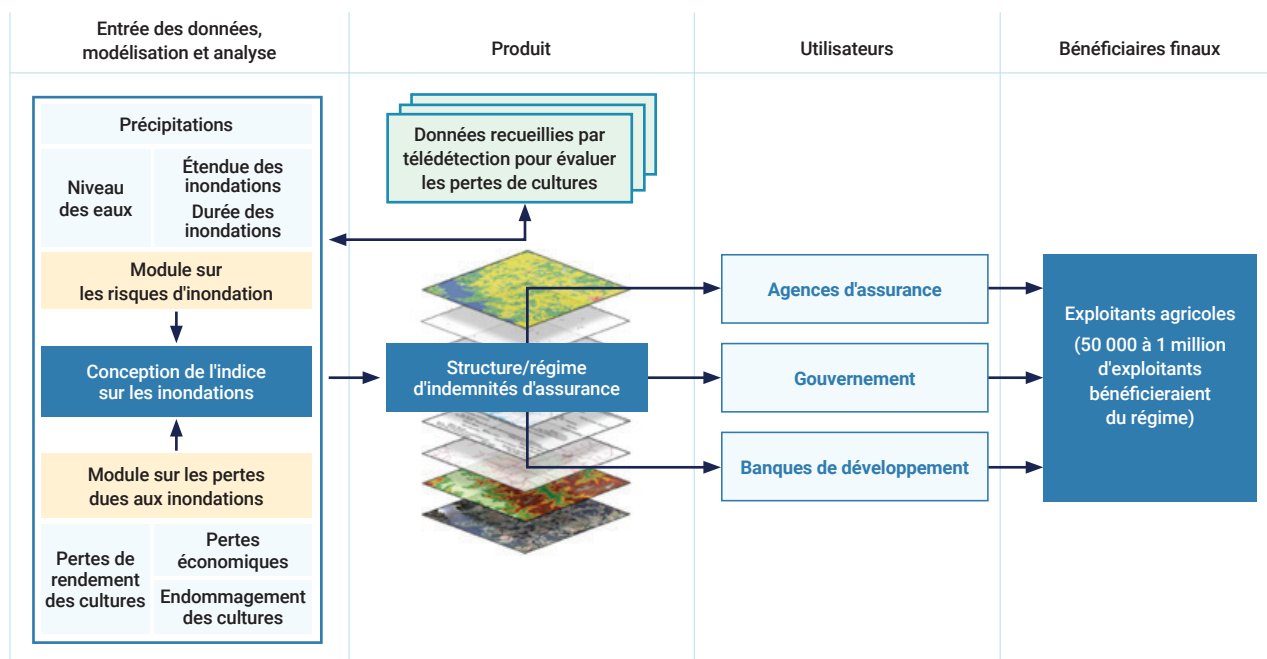 Entrée des données,
modélisation et analyse
Produit
Utilisateurs
Bénéficiaires finaux
Précipitations
Niveau
des eaux
Étendue des
inondations
Durée des
inondations
Module sur
les risques d'inondation
Conception de l'indice
sur les inondations
Module sur les pertes
dues aux inondations
Pertes de
rendement
des cultures
Pertes
économiques
Endommagement
des cultures
Données recueillies par
télédétection pour évaluer
les pertes de cultures
Structure/régime
d'indemnités d'assurance
Agences d'assurance
Gouvernement
Banques de développement
Exploitants agricoles
(50 000 à 1 million
d'exploitants
bénéficieraient
du régime)